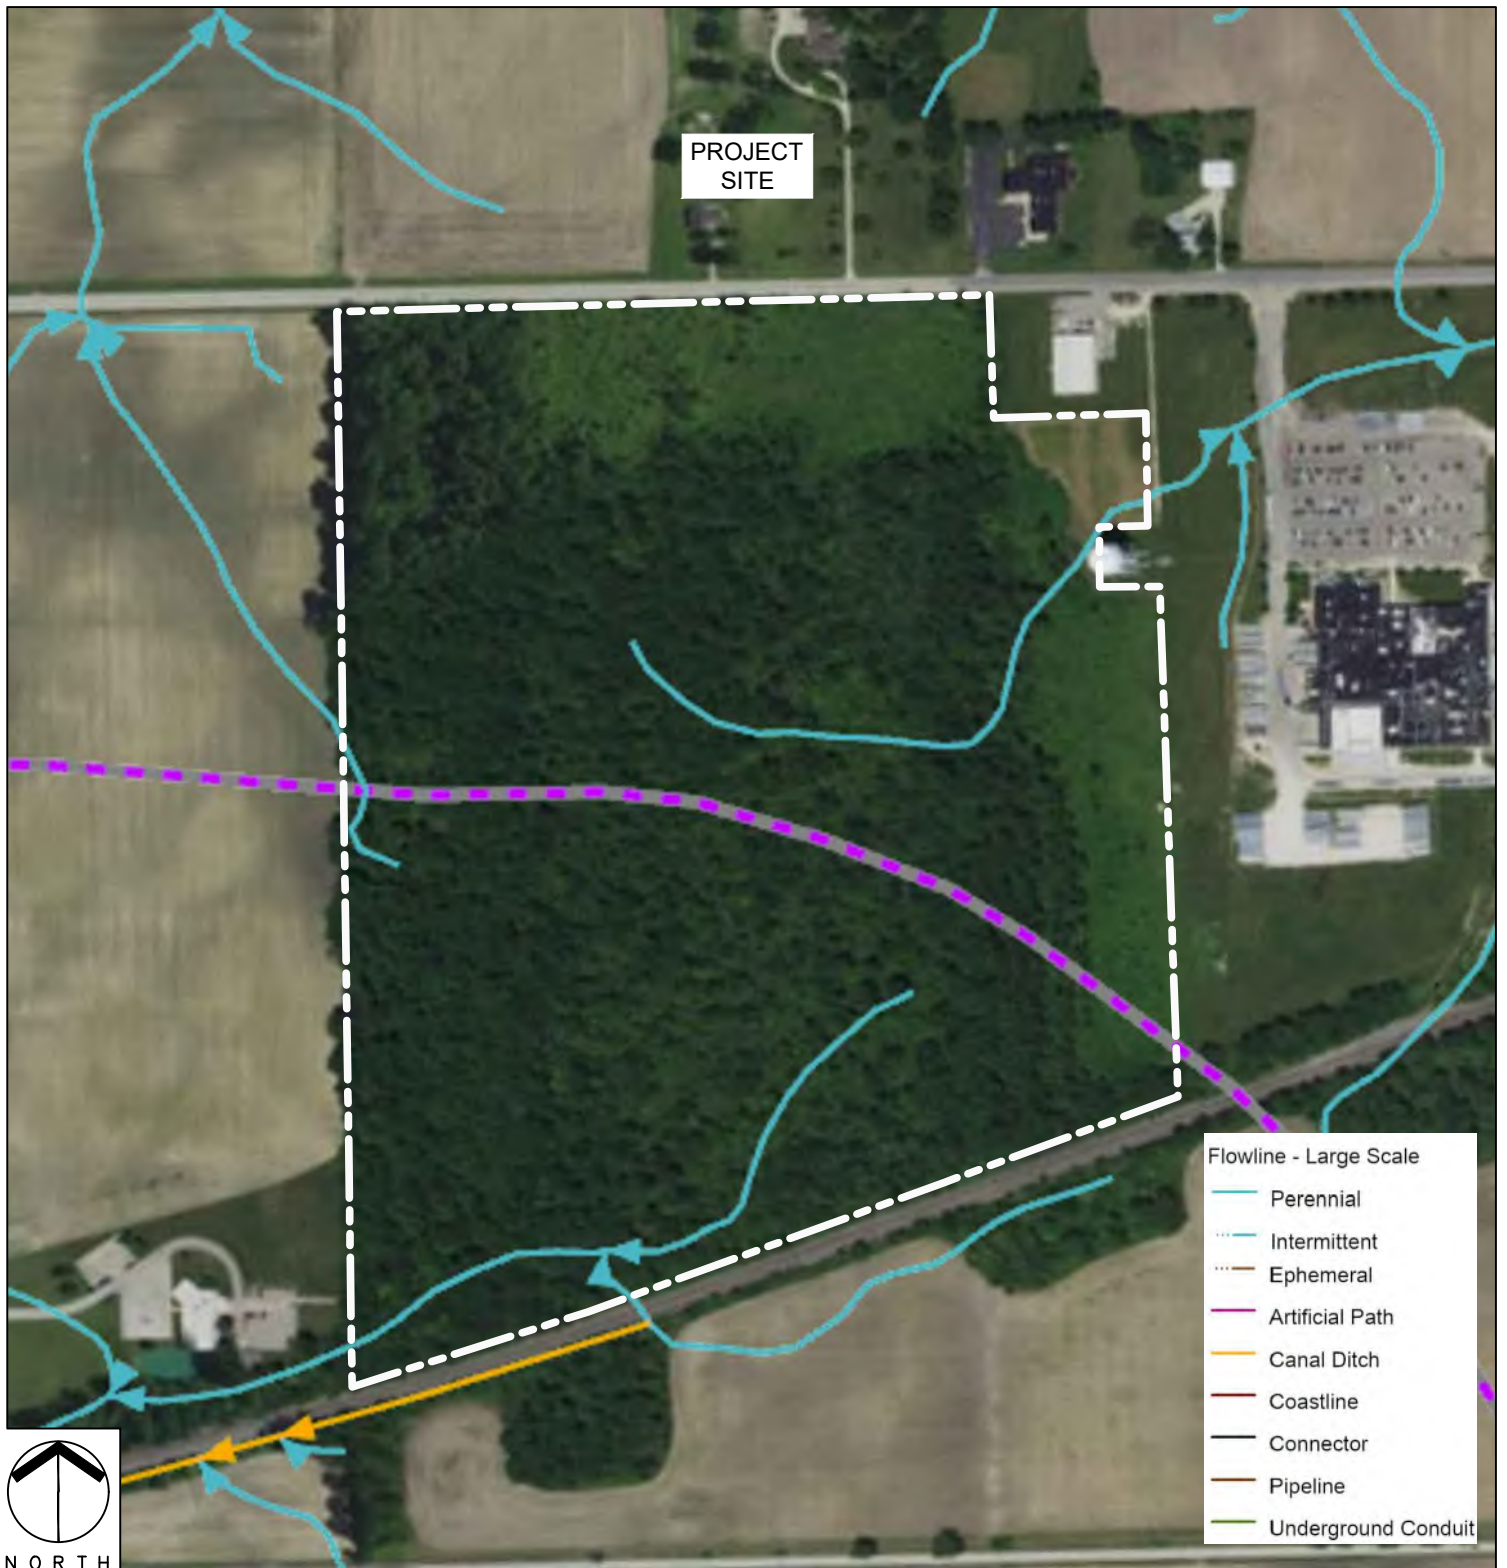 PROJECT
SITE
Flowline - Large Scale
Perennial
Intermittent
Ephemeral
Artificial Path
Canal Ditch
Coastline
Connector
Pipeline
Underground Conduit
NORTH